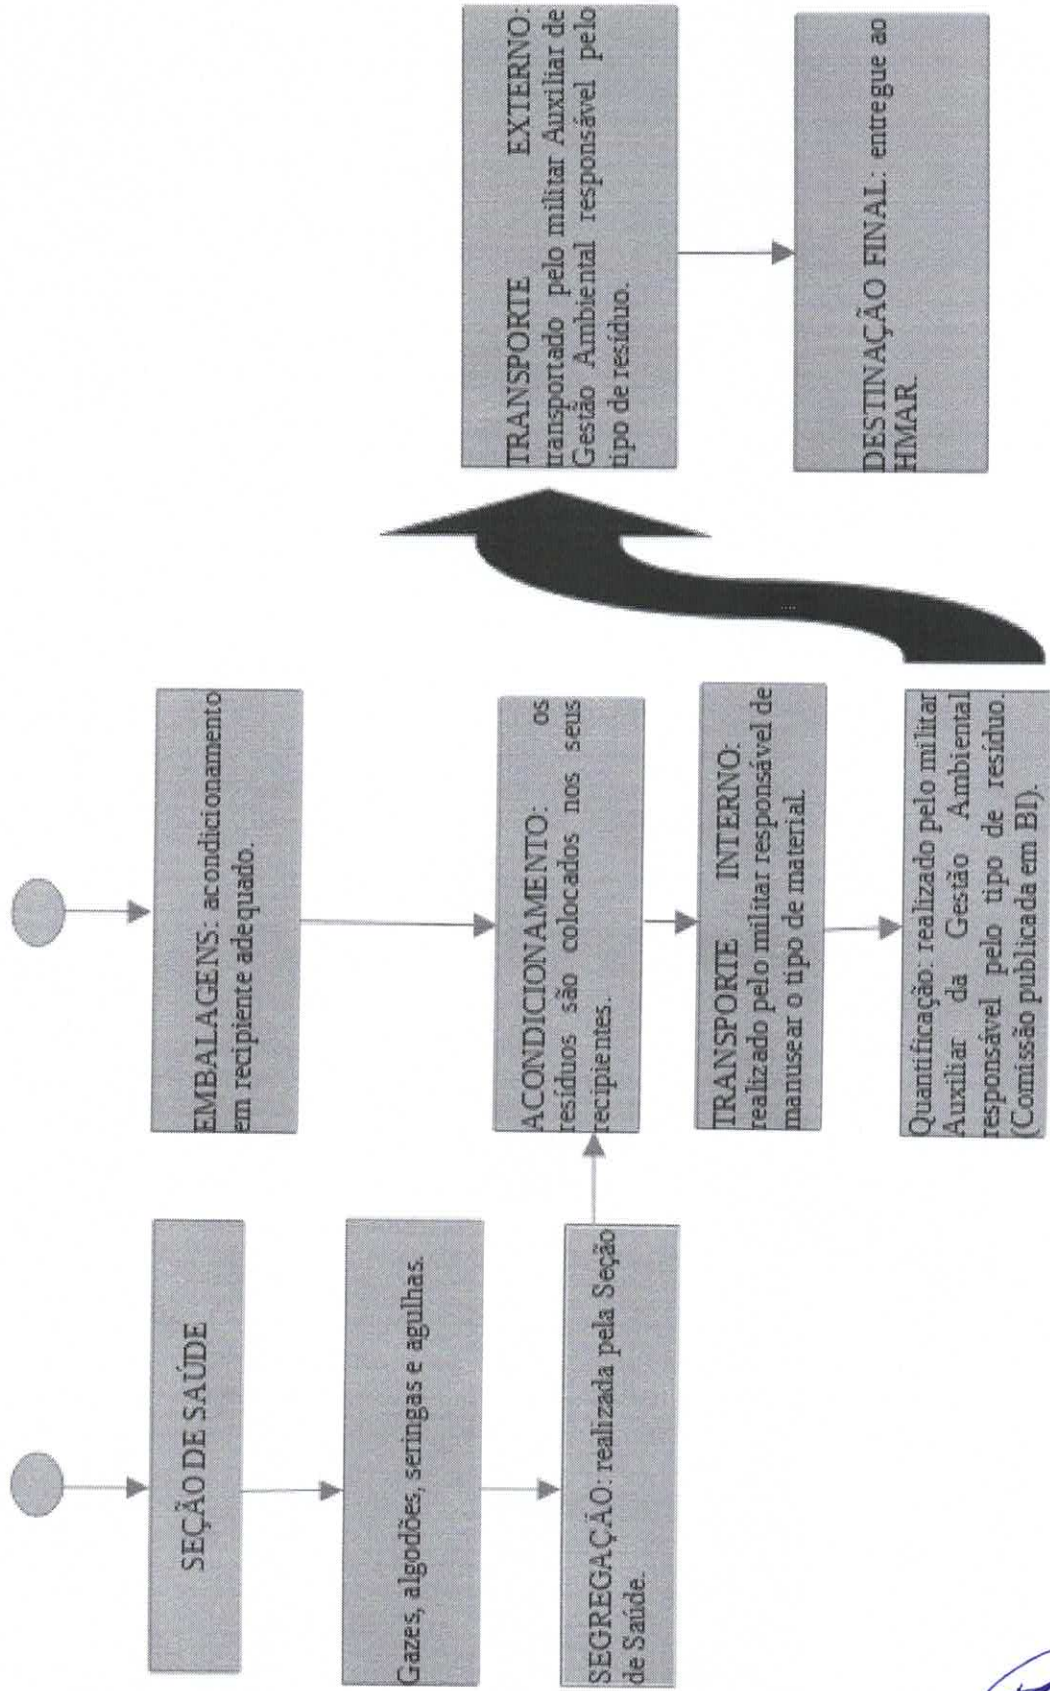 SEÇÃO DE SAÚDE
Gazes, algodões, seringas e agulhas.
SEGREGAÇÃO: realizada pela Seção
de Saúde.
EMBALAGENS: acondicionamento
em recipiente adequado.
ACONDICIONAMENTO: os
resíduos são colocados nos seus
recipientes.
TRANSPORTE INTERNO:
realizado pelo militar responsável de
manusear o tipo de material.
Quantificação: realizado pelo militar
Auxiliar da Gestão Ambiental
responsável pelo tipo de resíduo.
(Comissão publicada em BI).
TRANSPORTE EXTERNO:
transportado pelo militar Auxiliar de
Gestão Ambiental responsável pelo
tipo de resíduo.
DESTINAÇÃO FINAL: entregue ao
HMAR.